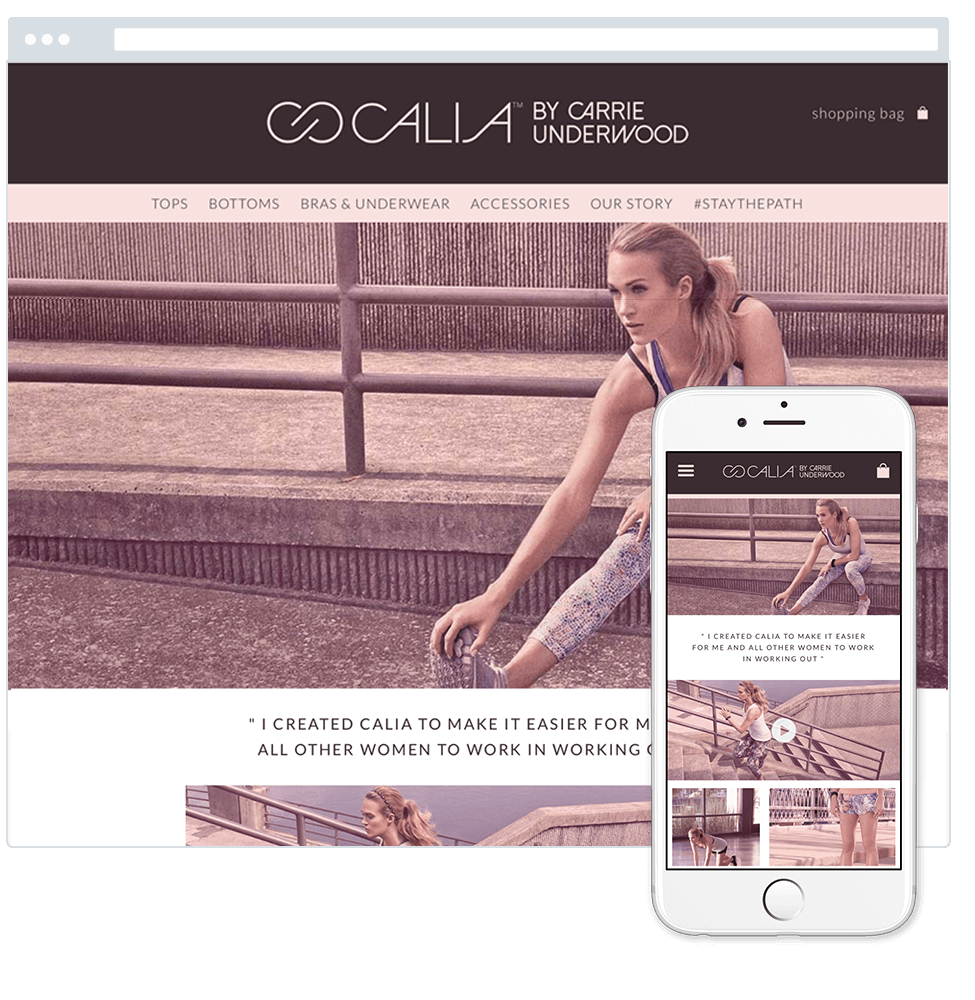 CALIA™ BY CARRIE
UNDERWOOD
shopping bag
TOPS BOTTOMS BRAS & UNDERWEAR ACCESSORIES OUR STORY #STAYTHEPATH
" I CREATED CALIA TO MAKE IT EASIER FOR M
ALL OTHER WOMEN TO WORK IN WORKING
CALIA BY CARRIE
UNDERWOOD
" I CREATED CALIA TO MAKE IT EASIER
FOR ME AND ALL OTHER WOMEN TO WORK
IN WORKING OUT "